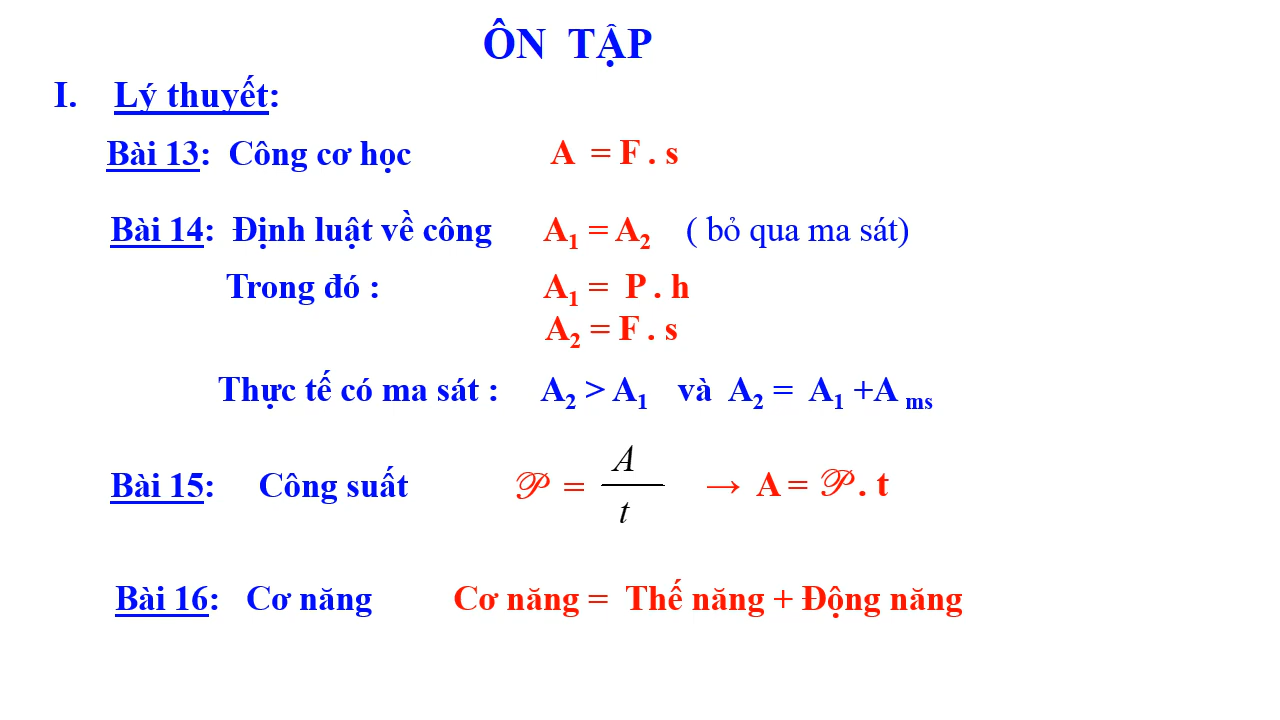 ÔN TẬP
I. Lý thuyết:
Bài 13: Công cơ học A = F . s
Bài 14: Định luật về công A₁ = A₂ ( bỏ qua ma sát)
Trong đó : A₁ = P . h
A₂ = F . s
Thực tế có ma sát : A₂ > A₁ và A₂ = A₁ +A ms
Bài 15: Công suất 𝒫 = A / t → A = 𝒫 . t
Bài 16: Cơ năng Cơ năng = Thế năng + Động năng